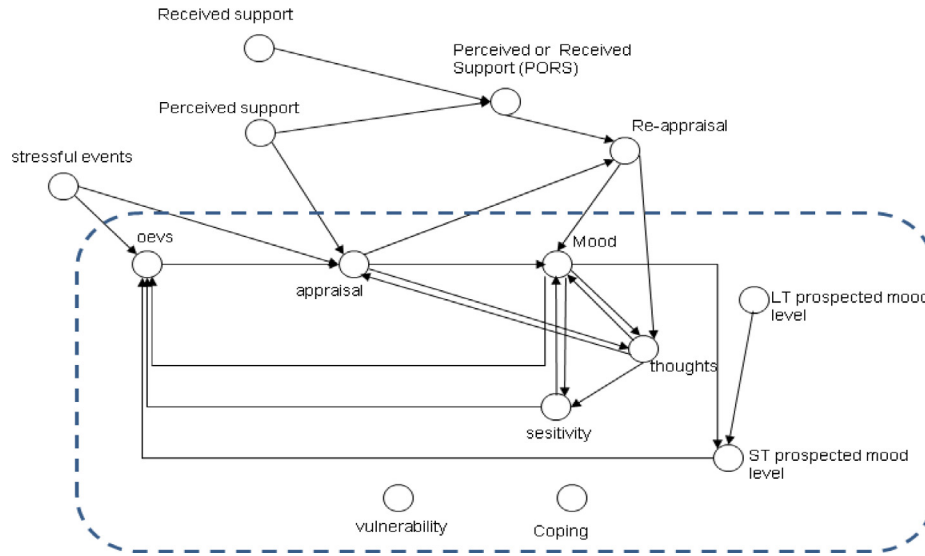 Received support
Perceived or  Received
Support (PORS)
Perceived support
Re-appraisal
stressful events
oevs
Mood
appraisal
LT prospected mood
level
thoughts
sesitivity
ST prospected mood
level
vulnerability
Coping